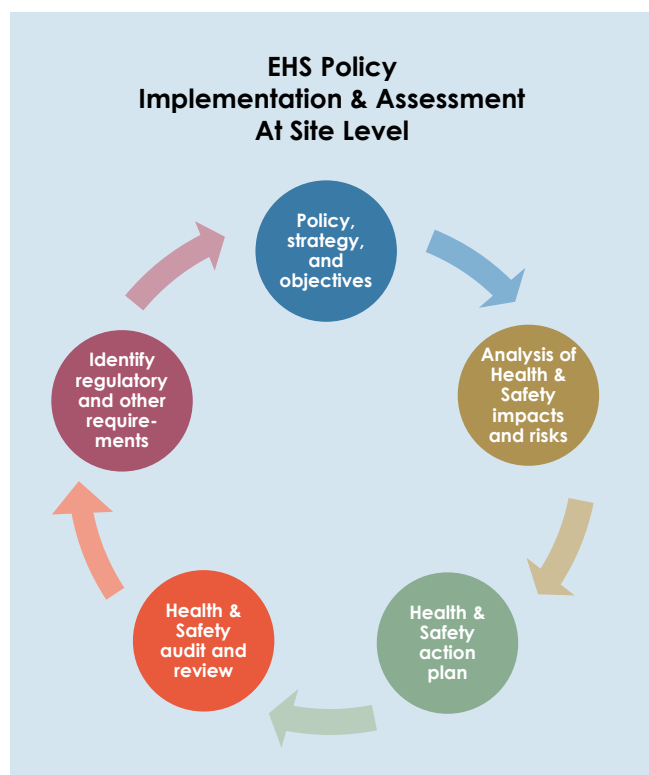 EHS Policy
Implementation & Assessment
At Site Level
Policy,
strategy,
and
objectives
Analysis of
Health &
Safety
impacts
and risks
Health &
Safety
action
plan
Health &
Safety
audit and
review
Identify
regulatory
and other
require-
ments